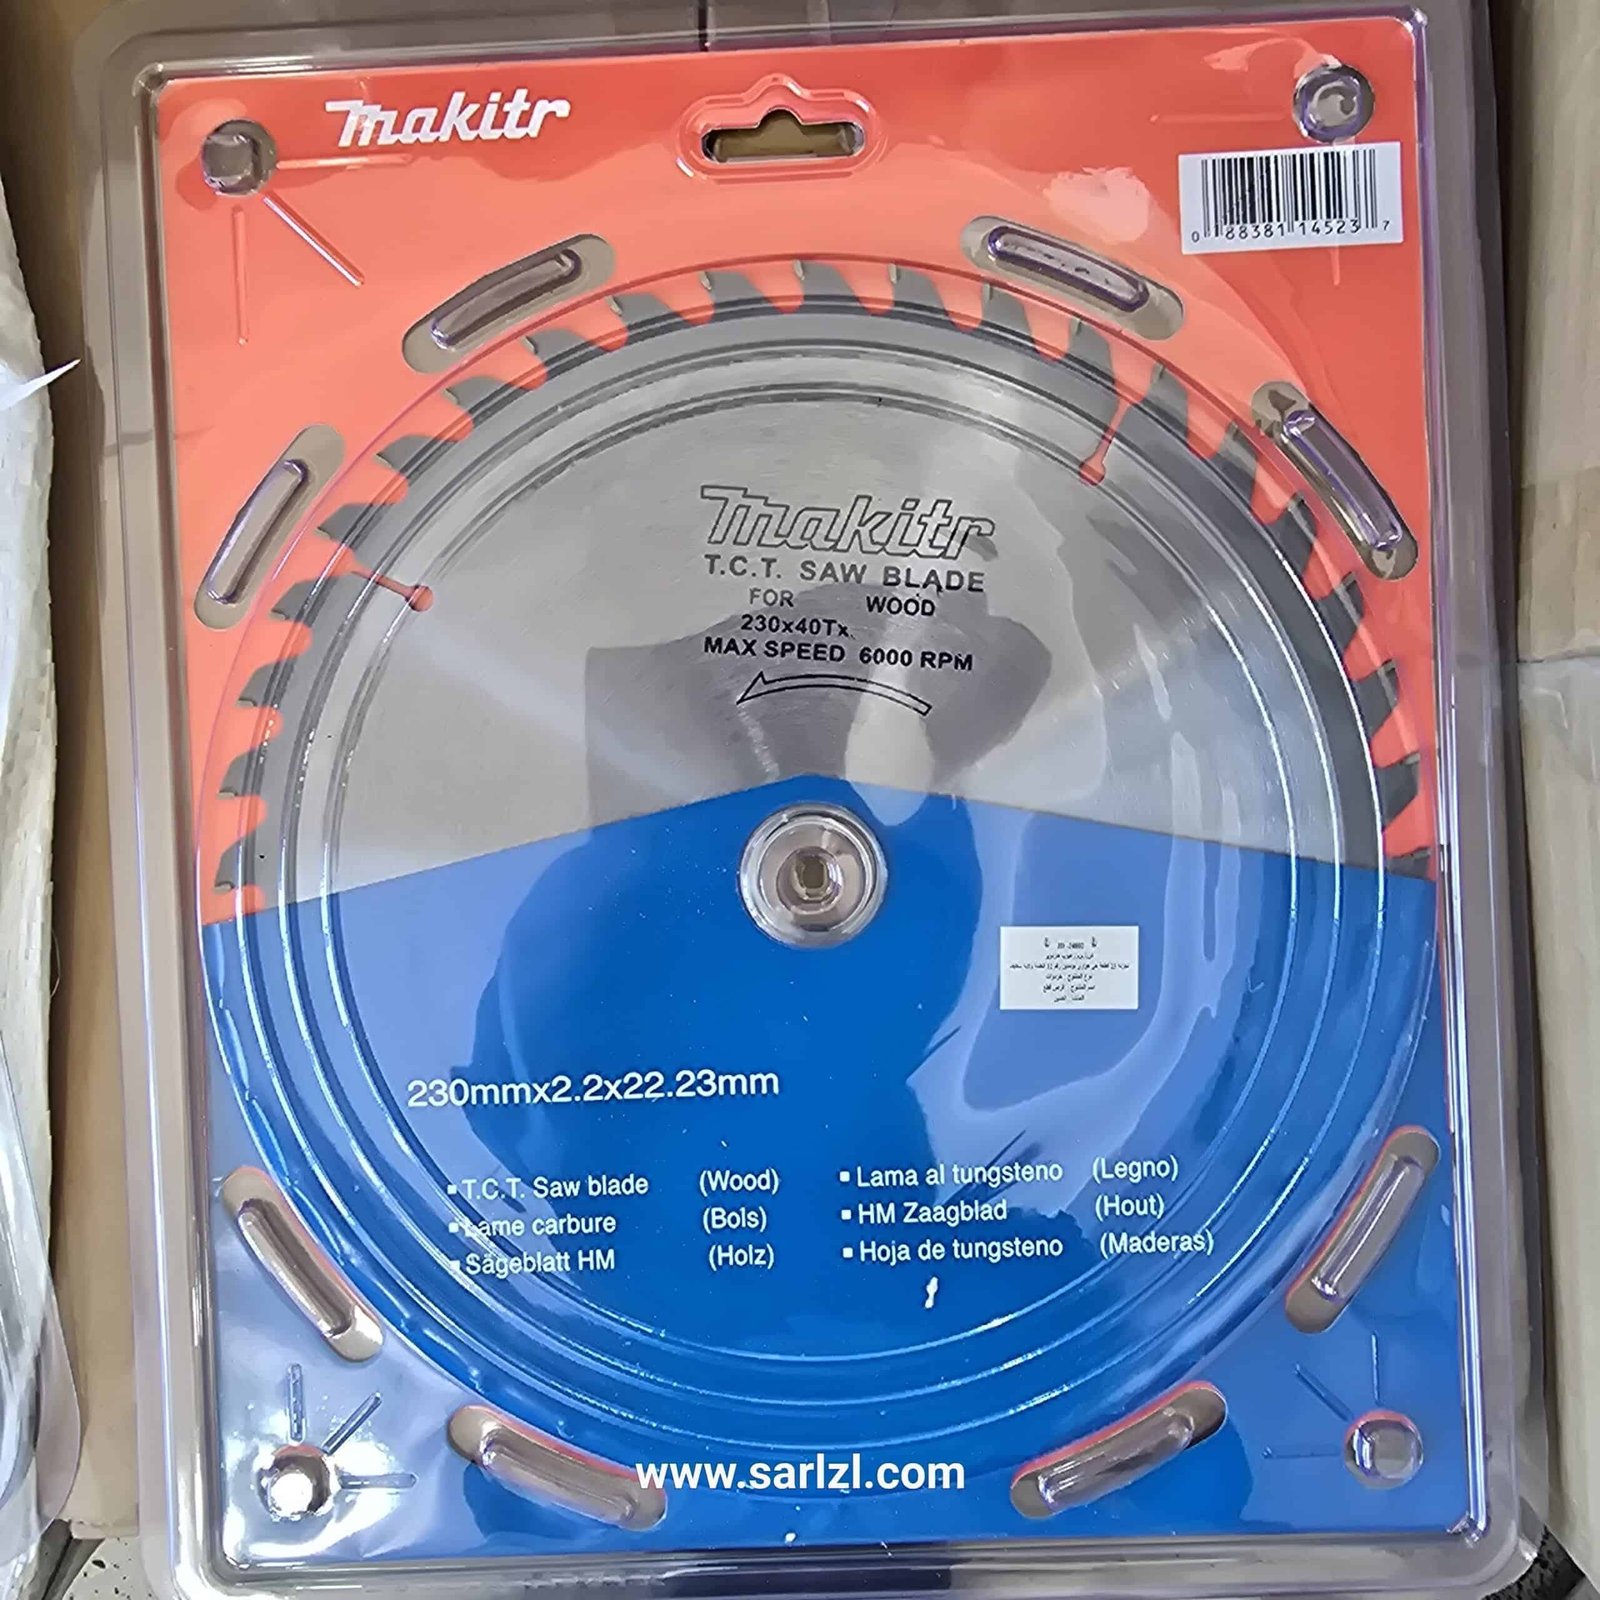 makitr
0 188381 14523 7
makitr
T.C.T. SAW BLADE
FOR WOOD
230x40Tx
MAX SPEED 6000 RPM
230mmx2.2x22.23mm
▪ T.C.T. Saw blade (Wood)
▪ Lame carbure (Bols)
▪ Sägeblatt HM (Holz)
▪ Lama al tungsteno (Legno)
▪ HM Zaagblad (Hout)
▪ Hoja de tungsteno (Maderas)
www.sarlzl.com